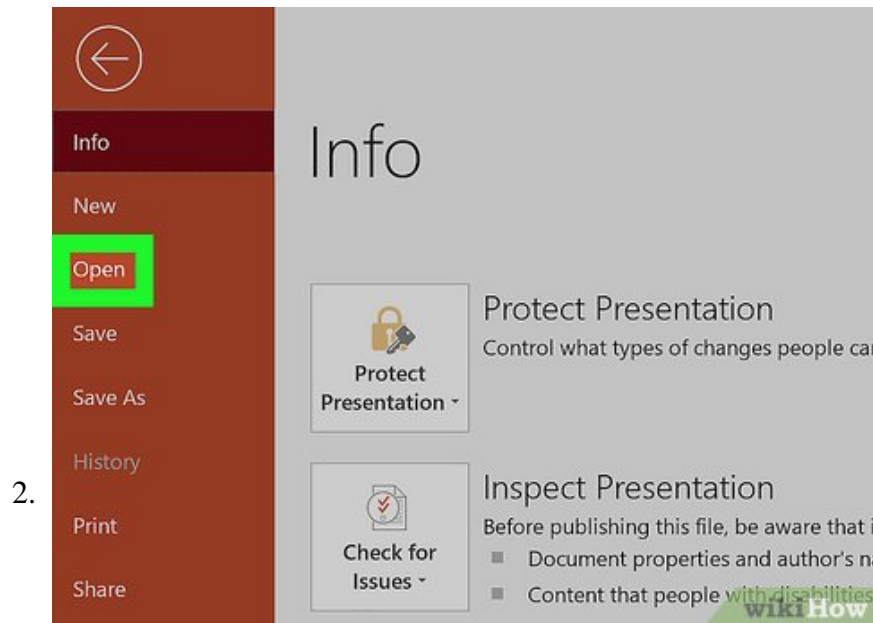 Info
New
Open
Save
Save As
History
Print
Share
2.
Info
Protect
Presentation
Protect Presentation
Control what types of changes people
Check for
Issues
Inspect Presentation
Before publishing this file, be aware that
Document properties and author's
Content that people with disabilities
wikiHow